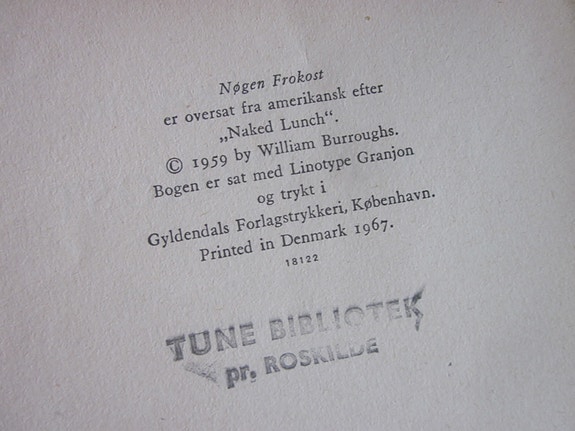 Nøgen Frokost
er oversat fra amerikansk efter
„Naked Lunch“.
© 1959 by William Burroughs.
Bogen er sat med Linotype Granjon
og trykt i
Gyldendals Forlagstrykkeri, København.
Printed in Denmark 1967.
18122
TUNE BIBLIOTEK
pr. ROSKILDE